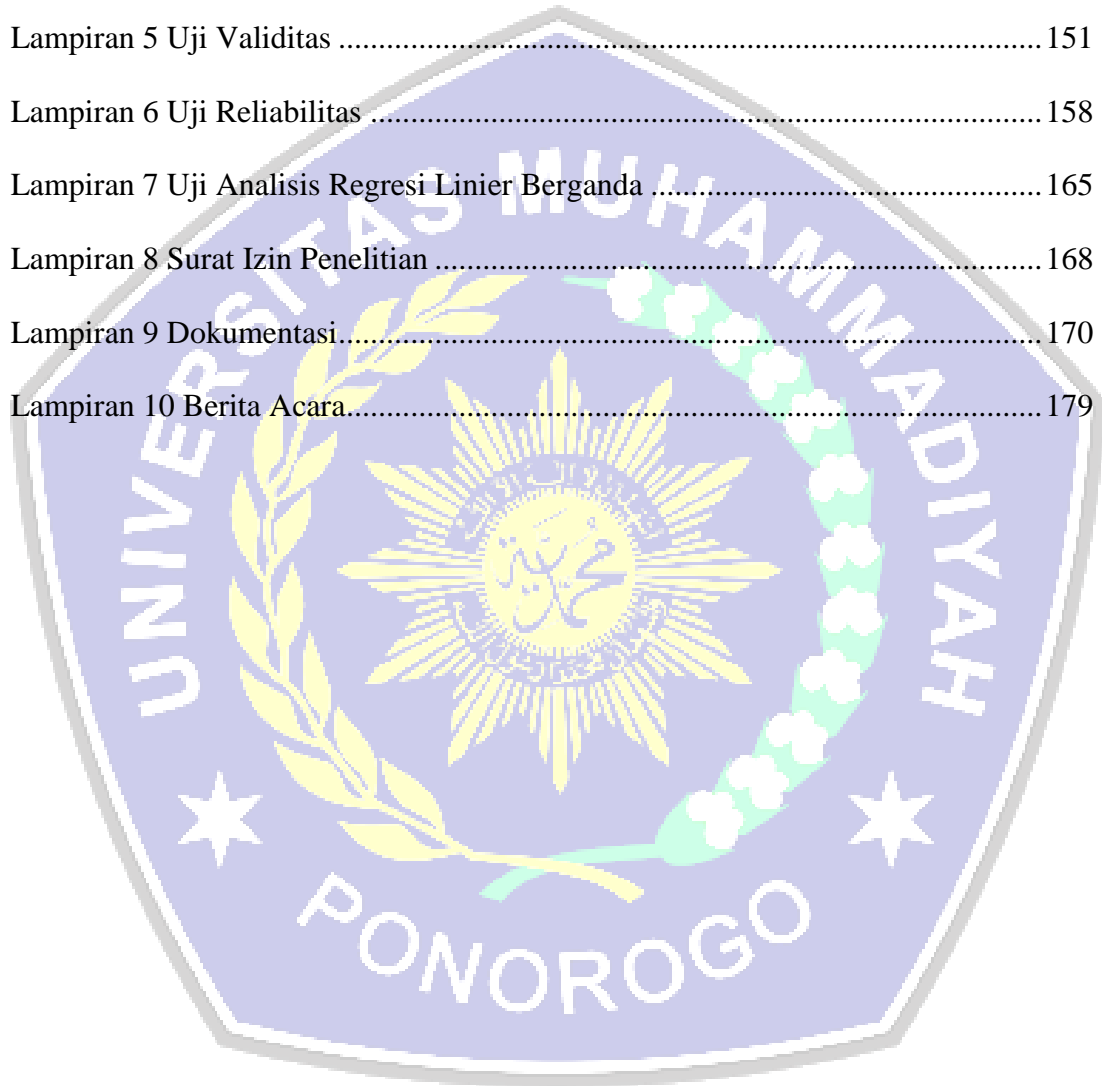 Lampiran 5 Uji Validitas ........................................................................... 151
Lampiran 6 Uji Reliabilitas ....................................................................... 158
Lampiran 7 Uji Analisis Regresi Linier Berganda ......................................... 165
Lampiran 8 Surat Izin Penelitian ................................................................ 168
Lampiran 9 Dokumentasi.......................................................................... 170
Lampiran 10 Berita Acara......................................................................... 179
UNIVERSITAS MUHAMMADIYAH
PONOROGO